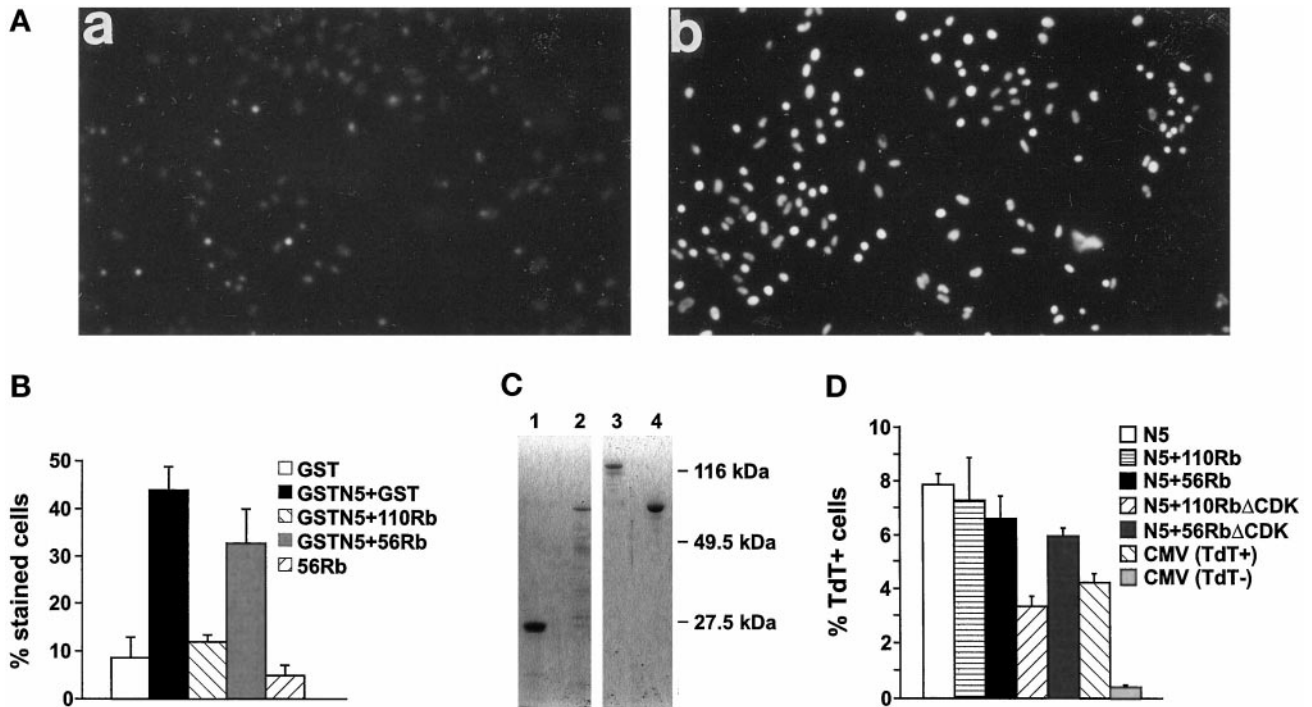 A
a
b
B
% stained cells
50
40
30
20
10
0
GST
GSTN5+GST
GSTN5+110Rb
GSTN5+56Rb
56Rb
C
1 2 3 4
116 kDa
49.5 kDa
27.5 kDa
D
% TdT+ cells
10
8
6
4
2
0
N5
N5+110Rb
N5+56Rb
N5+110RbΔCDK
N5+56RbΔCDK
CMV (TdT+)
CMV (TdT-)